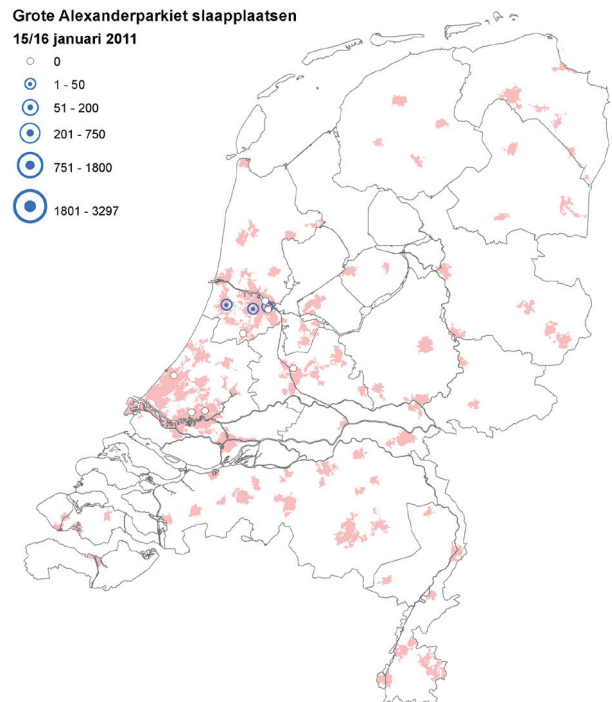 Grote Alexanderparkiet slaapplaatsen
15/16 januari 2011
0
1 - 50
51 - 200
201 - 750
751 - 1800
1801 - 3297